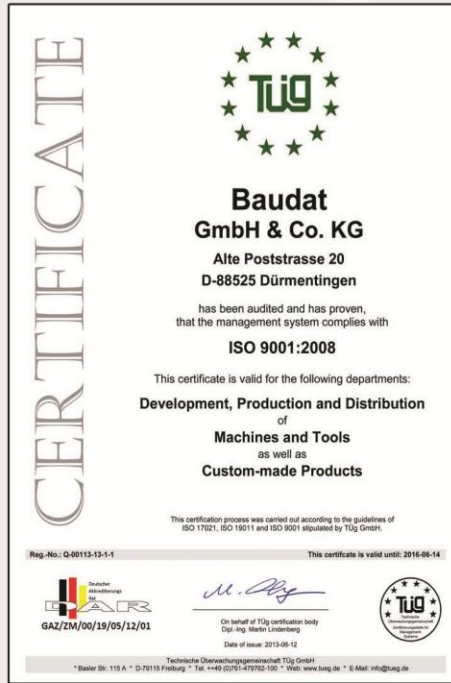 CERTIFICATE
TÜg
Baudat
GmbH & Co. KG
Alte Poststrasse 20
D-88525 Dürmentingen
has been audited and has proven,
that the management system complies with
ISO 9001:2008
This certificate is valid for the following departments:
Development, Production and Distribution
of
Machines and Tools
as well as
Custom-made Products
This certification process was carried out according to the guidelines of
ISO 17021, ISO 19011 and ISO 9001 stipulated by TÜg GmbH.
Reg.-No.: Q-00113-13-1-1
This certifcate is valid until: 2016-06-14
Deutscher
Akkreditierungs
Rat
DAR
GAZ/ZM/00/19/05/12/01
On behalf of TÜg certification body
Dipl.-Ing. Martin Lindenberg
Date of issue: 2013-06-12
TÜg
Technische
Überwachungsgemeinschaft
Zertifizierungsstelle für
Management
Systeme
Technische Überwachungsgemeinschaft TÜg GmbH
* Basler Str. 115 A * D-79115 Freiburg * Tel. ++49 (0)761-479762-100 * Web: www.tueg.de * E-Mail: info@tueg.de